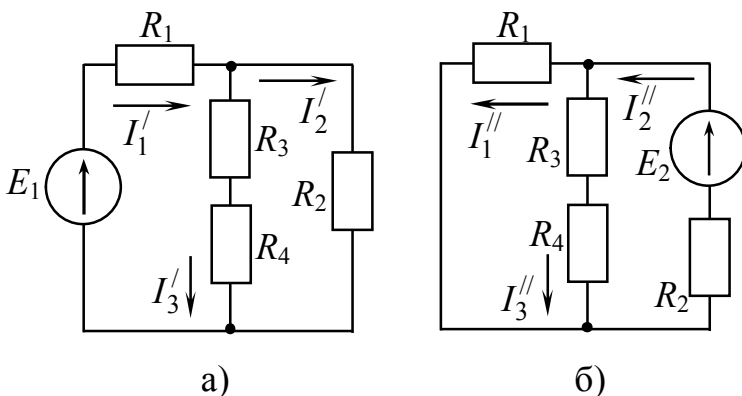 R₁
I₁′
I₂′
R₃
E₁
R₂
R₄
I₃′
а)
R₁
I₁″
I₂″
R₃
E₂
R₄
I₃″
R₂
б)